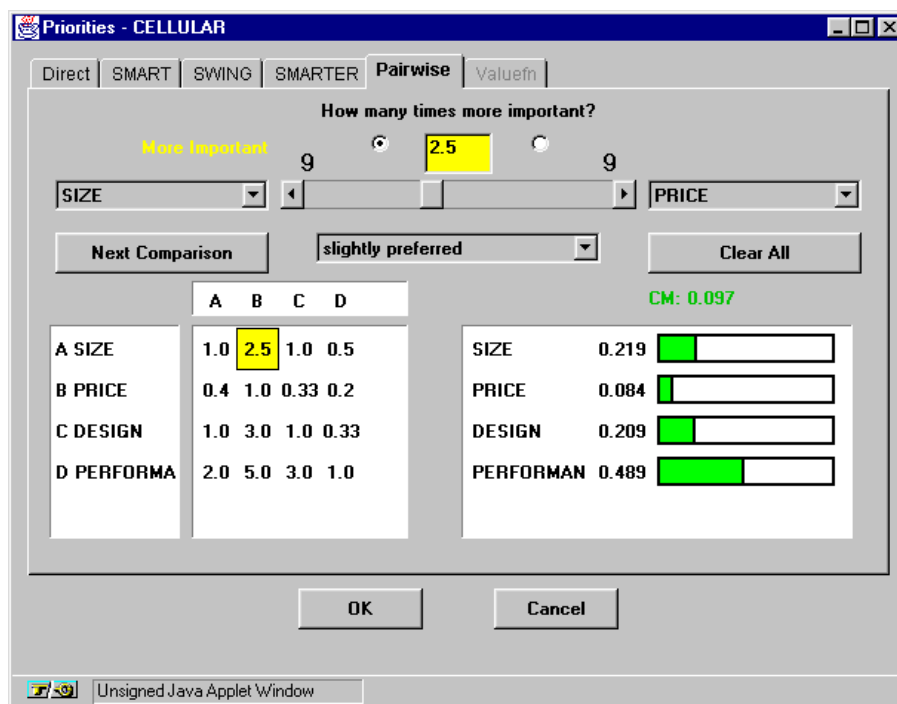 Priorities - CELLULAR
Direct SMART SWING SMARTER Pairwise Valuefn
How many times more important?
More Important 9 2.5 9
SIZE PRICE
Next Comparison slightly preferred Clear All
A B C D CM: 0.097
A SIZE 1.0 2.5 1.0 0.5 SIZE 0.219
B PRICE 0.4 1.0 0.33 0.2 PRICE 0.084
C DESIGN 1.0 3.0 1.0 0.33 DESIGN 0.209
D PERFORMA 2.0 5.0 3.0 1.0 PERFORMAN 0.489
OK Cancel
Unsigned Java Applet Window